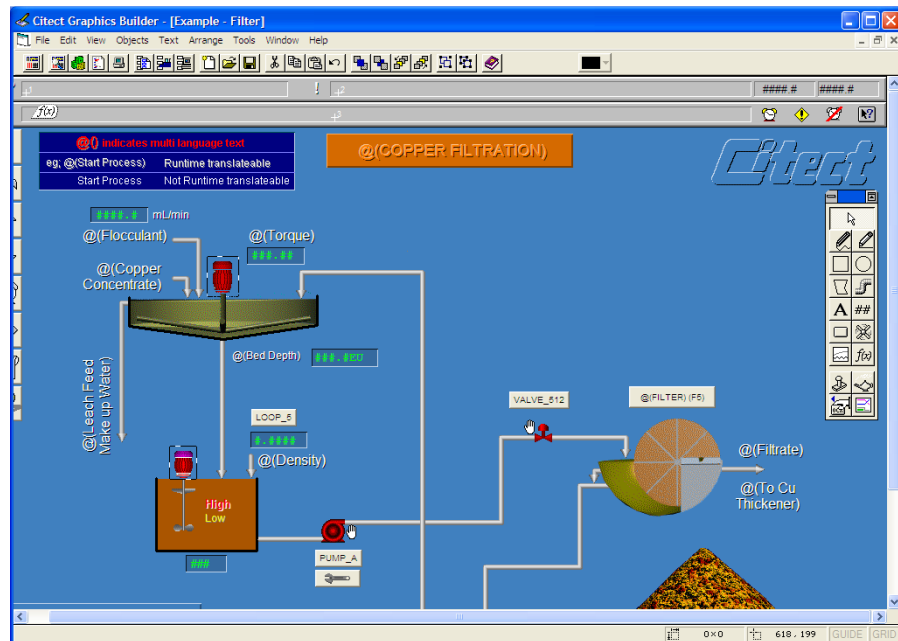 Citect Graphics Builder - [Example - Filter]
File Edit View Objects Text Arrange Tools Window Help
####.# ####.#
f(x)
@() indicates multi language text
eg; @(Start Process) Runtime translateable
Start Process Not Runtime translateable
@(COPPER FILTRATION)
Citect
####.# mL/min
@(Flocculant)
@(Torque)
###.##
@(Copper
Concentrate)
A ##
f(x)
@(Bed Depth) ###.#EU
@(Leach Feed
Make up Water)
VALVE_512
@(FILTER) (F5)
LOOP_5
#.####
@(Density)
@(Filtrate)
@(To Cu
Thickener)
High
Low
###
PUMP_A
0×0 618, 199 GUIDE GRID